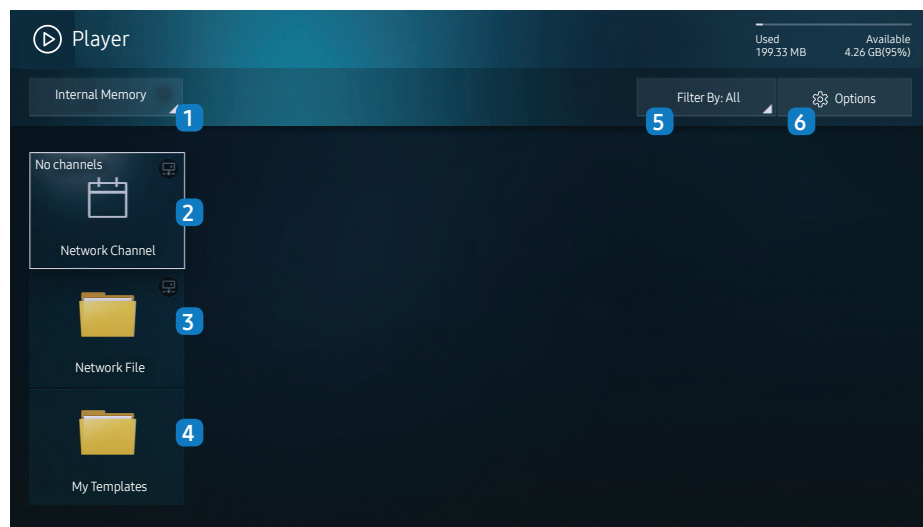 Player
Used Available
199.33 MB 4.26 GB(95%)
Internal Memory
1
Filter By: All
5
Options
6
No channels
2
Network Channel
3
Network File
4
My Templates